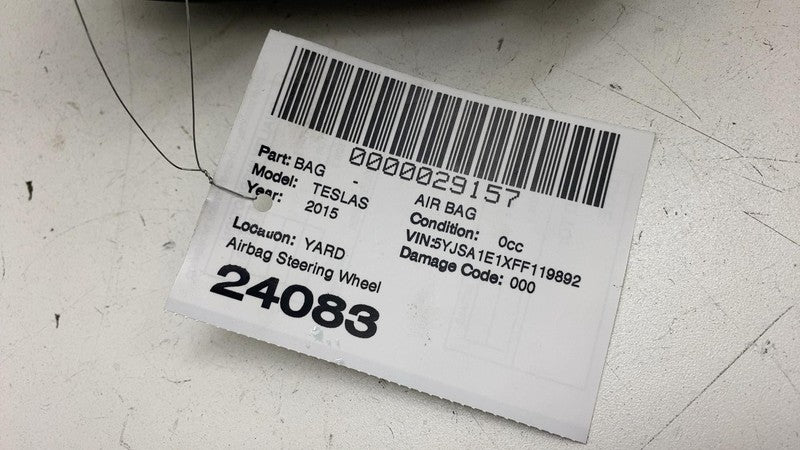 0000029157
Part: BAG - AIR BAG
Model: TESLAS Condition: 0cc
Year: 2015 VIN:5YJSA1E1XFF119892
Damage Code: 000
Location: YARD
Airbag Steering Wheel
24083